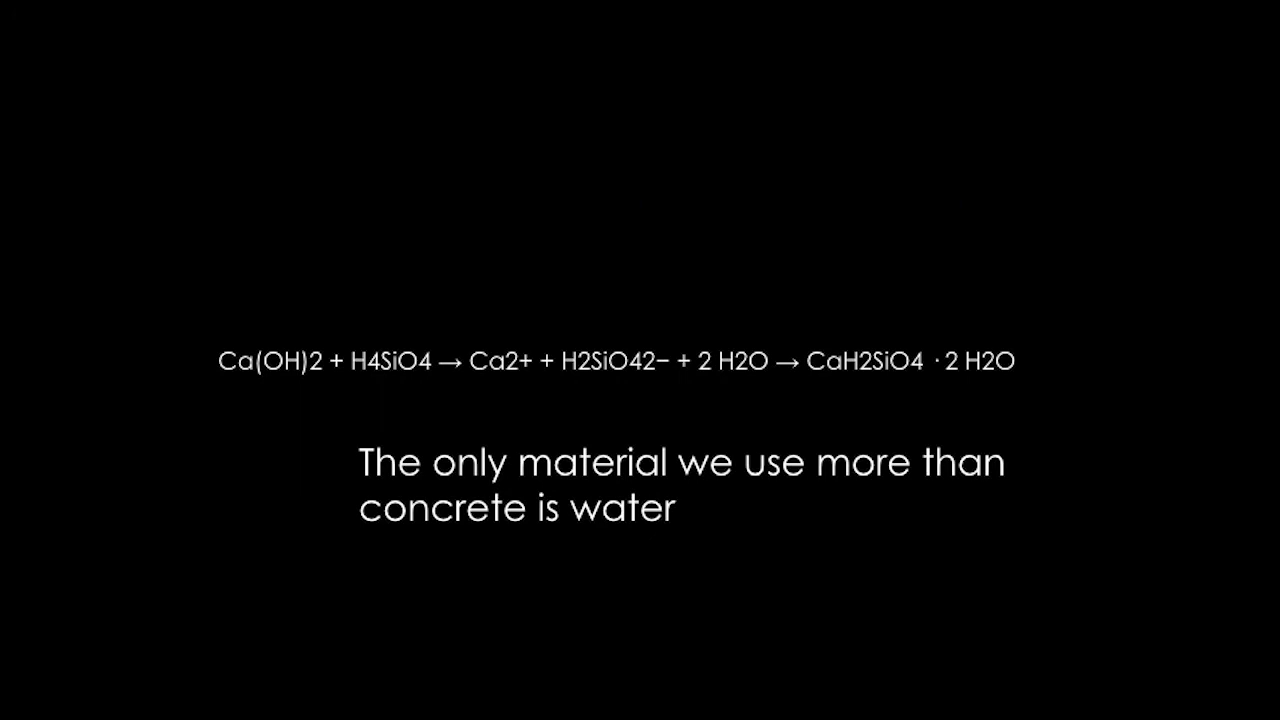 Ca(OH)2 + H4SiO4 → Ca2+ + H2SiO42− + 2 H2O → CaH2SiO4 · 2 H2O
The only material we use more than
concrete is water